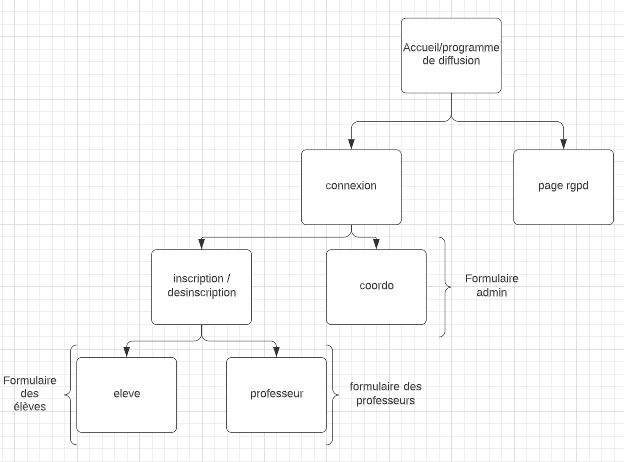 Accueil/programme
de diffusion
connexion
page rgpd
inscription /
desinscription
coordo
Formulaire
admin
Formulaire
des
élèves
eleve
professeur
formulaire des
professeurs